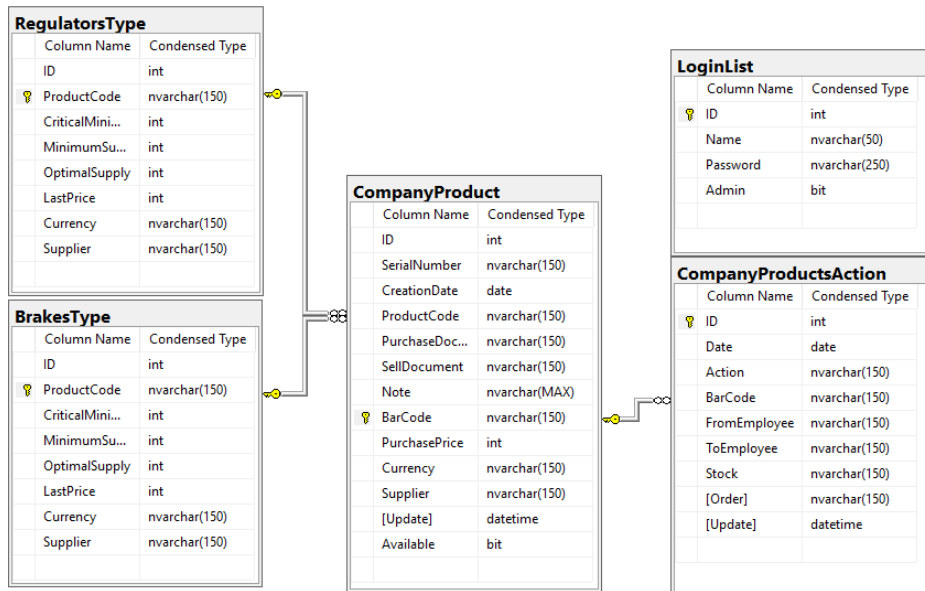 RegulatorsType
Column Name Condensed Type
ID int
ProductCode nvarchar(150)
CriticalMini... int
MinimumSu... int
OptimalSupply int
LastPrice int
Currency nvarchar(150)
Supplier nvarchar(150)
BrakesType
Column Name Condensed Type
ID int
ProductCode nvarchar(150)
CriticalMini... int
MinimumSu... int
OptimalSupply int
LastPrice int
Currency nvarchar(150)
Supplier nvarchar(150)
CompanyProduct
Column Name Condensed Type
ID int
SerialNumber nvarchar(150)
CreationDate date
ProductCode nvarchar(150)
PurchaseDoc... nvarchar(150)
SellDocument nvarchar(150)
Note nvarchar(MAX)
BarCode nvarchar(150)
PurchasePrice int
Currency nvarchar(150)
Supplier nvarchar(150)
[Update] datetime
Available bit
LoginList
Column Name Condensed Type
ID int
Name nvarchar(50)
Password nvarchar(250)
Admin bit
CompanyProductsAction
Column Name Condensed Type
ID int
Date date
Action nvarchar(150)
BarCode nvarchar(150)
FromEmployee nvarchar(150)
ToEmployee nvarchar(150)
Stock nvarchar(150)
[Order] nvarchar(150)
[Update] datetime